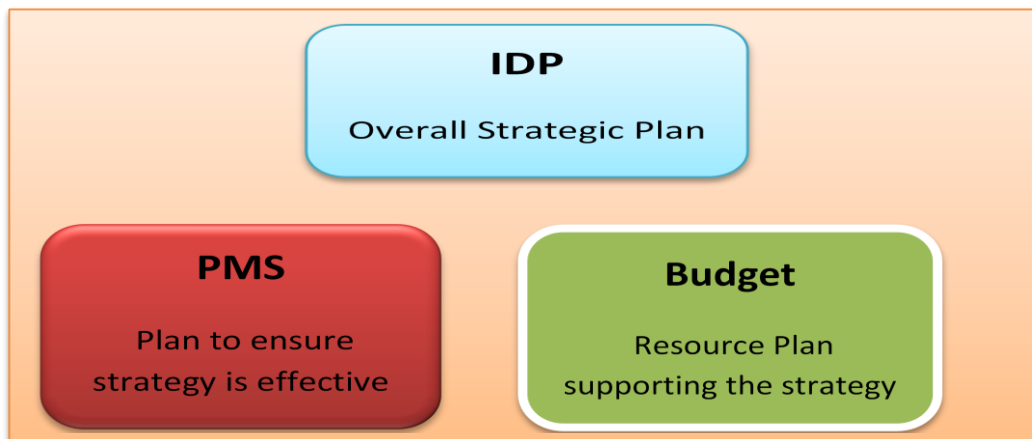 IDP
Overall Strategic Plan
PMS
Plan to ensure
strategy is effective
Budget
Resource Plan
supporting the strategy